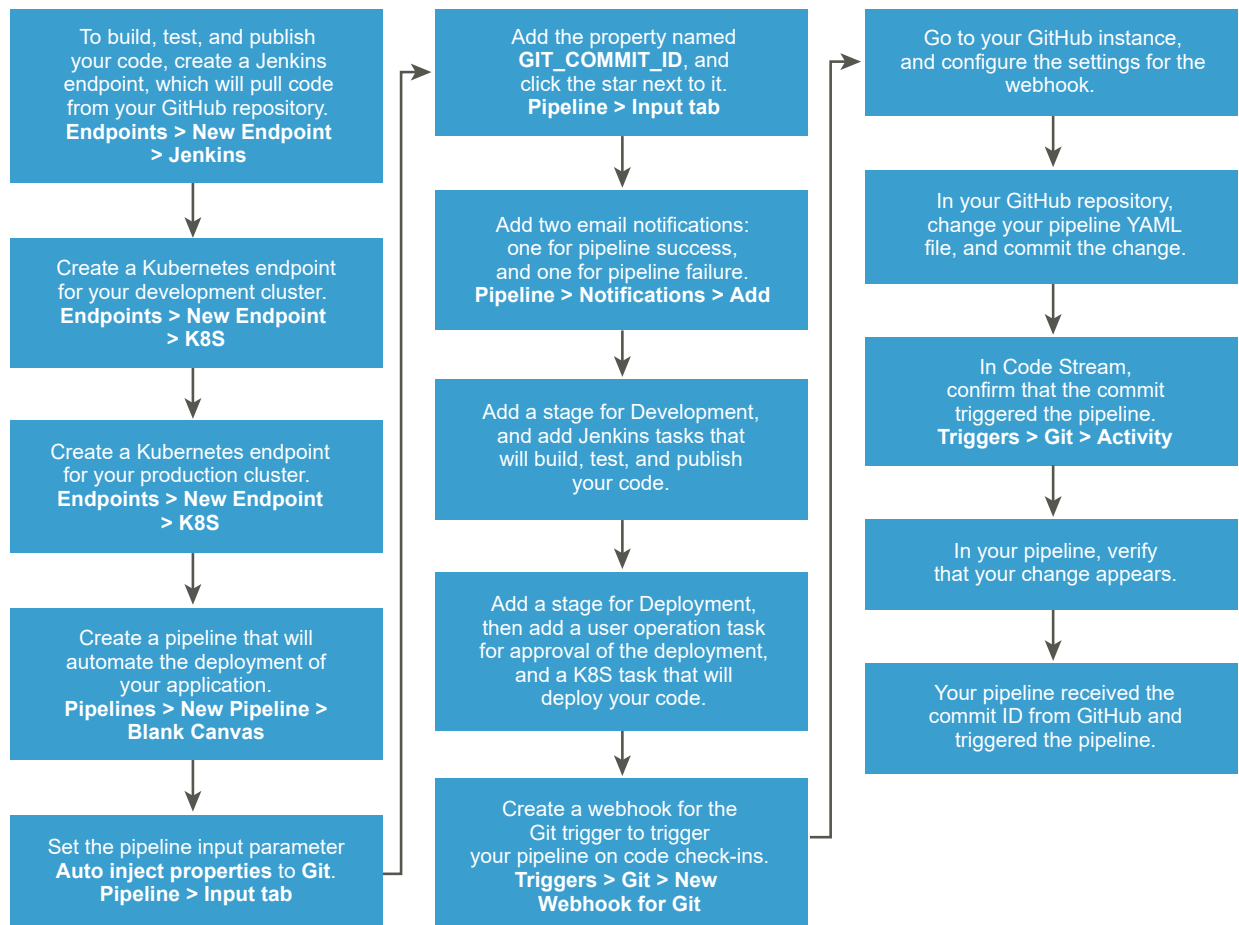 To build, test, and publish
your code, create a Jenkins
endpoint, which will pull code
from your GitHub repository.
Endpoints > New Endpoint
> Jenkins
Create a Kubernetes endpoint
for your development cluster.
Endpoints > New Endpoint
> K8S
Create a Kubernetes endpoint
for your production cluster.
Endpoints > New Endpoint
> K8S
Create a pipeline that will
automate the deployment of
your application.
Pipelines > New Pipeline >
Blank Canvas
Set the pipeline input parameter
Auto inject properties to Git.
Pipeline > Input tab
Add the property named
GIT_COMMIT_ID, and
click the star next to it.
Pipeline > Input tab
Add two email notifications:
one for pipeline success,
and one for pipeline failure.
Pipeline > Notifications > Add
Add a stage for Development,
and add Jenkins tasks that
will build, test, and publish
your code.
Add a stage for Deployment,
then add a user operation task
for approval of the deployment,
and a K8S task that will
deploy your code.
Create a webhook for the
Git trigger to trigger
your pipeline on code check-ins.
Triggers > Git > New
Webhook for Git
Go to your GitHub instance,
and configure the settings for the
webhook.
In your GitHub repository,
change your pipeline YAML
file, and commit the change.
In Code Stream,
confirm that the commit
triggered the pipeline.
Triggers > Git > Activity
In your pipeline, verify
that your change appears.
Your pipeline received the
commit ID from GitHub and
triggered the pipeline.